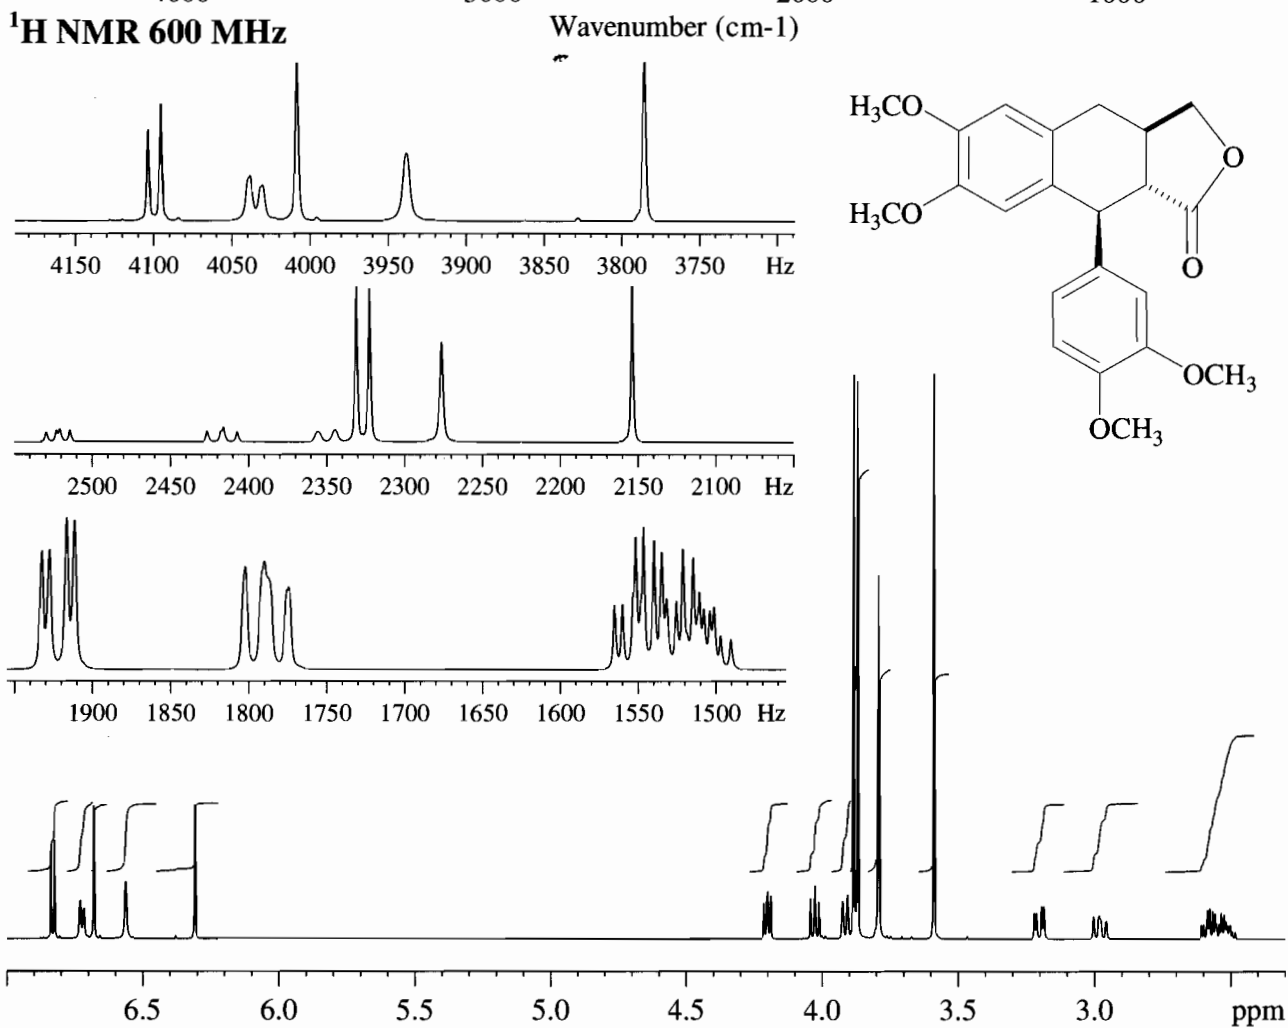 ¹H NMR 600 MHz
Wavenumber (cm-1)
4150 4100 4050 4000 3950 3900 3850 3800 3750 Hz
H₃CO
H₃CO
O
O
OCH₃
OCH₃
2500 2450 2400 2350 2300 2250 2200 2150 2100 Hz
1900 1850 1800 1750 1700 1650 1600 1550 1500 Hz
6.5 6.0 5.5 5.0 4.5 4.0 3.5 3.0 ppm